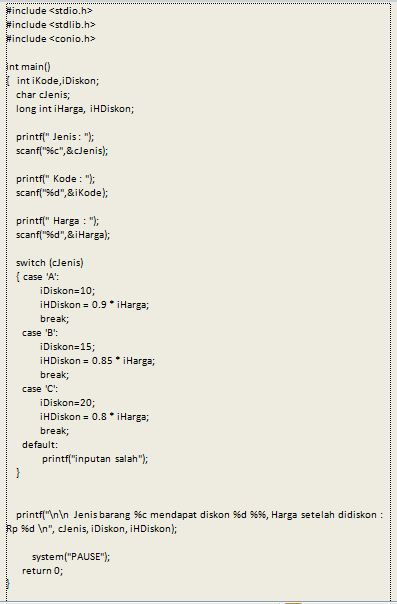 #include <stdio.h>
#include <stdlib.h>
#include <conio.h>
int main()
{ int iKode,iDiskon;
char cJenis;
long int iHarga, iHDiskon;
printf(" Jenis : ");
scanf("%c",&cJenis);
printf(" Kode : ");
scanf("%d",&iKode);
printf(" Harga : ");
scanf("%d",&iHarga);
switch (cJenis)
{ case 'A':
iDiskon=10;
iHDiskon = 0.9 * iHarga;
break;
case 'B':
iDiskon=15;
iHDiskon = 0.85 * iHarga;
break;
case 'C':
iDiskon=20;
iHDiskon = 0.8 * iHarga;
break;
default:
printf("inputan salah");
}
printf("\n\n Jenis barang %c mendapat diskon %d %%, Harga setelah didiskon :
Rp %d \n", cJenis, iDiskon, iHDiskon);
system("PAUSE");
return 0;
}